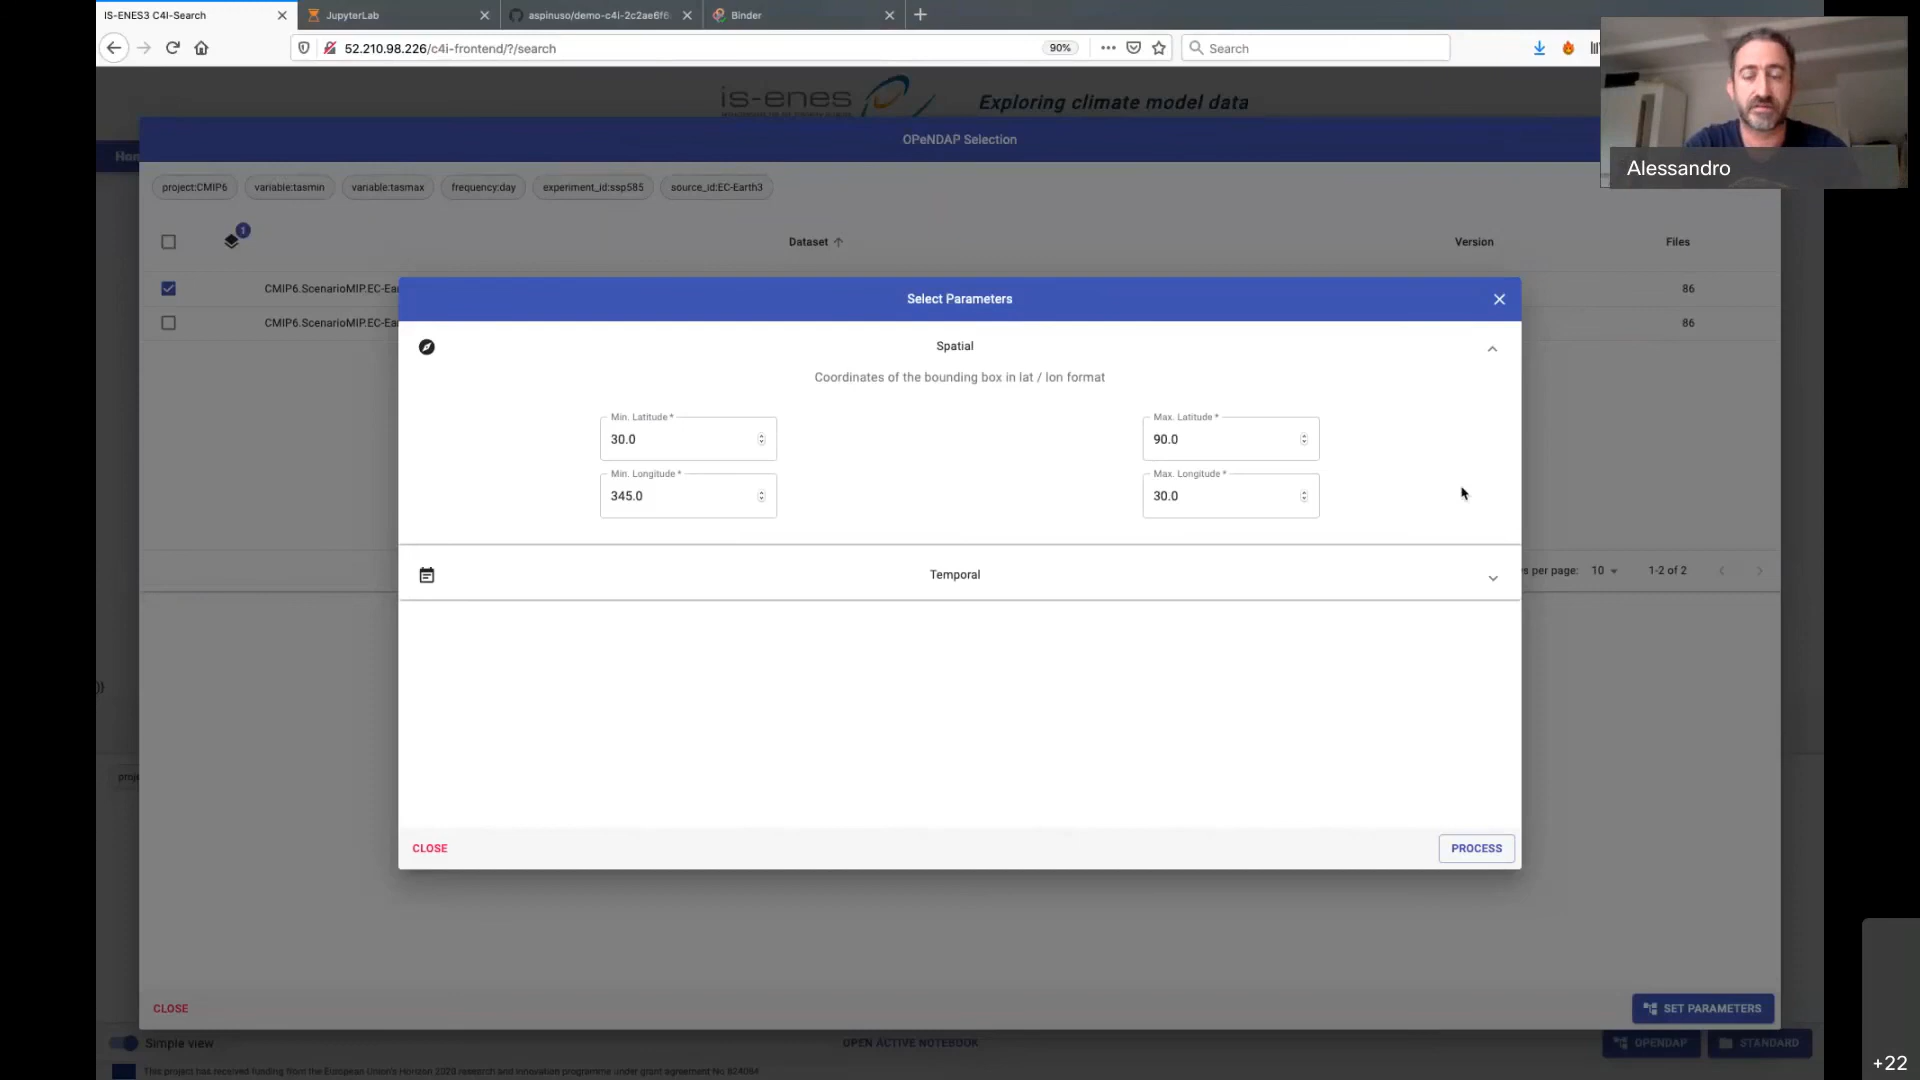 IS-ENES3 C4I-Search
JupyterLab
aspinuso/demo-c4i-2c2ae6f6
Binder
52.210.98.226/c4i-frontend/?/search
90%
Search
is-enes
Exploring climate model data
Alessandro
Hom
OPeNDAP Selection
project:CMIP6
variable:tasmin
variable:tasmax
frequency:day
experiment_id:ssp585
source_id:EC-Earth3
1
Dataset
Version
Files
CMIP6.ScenarioMIP.EC-Ea
86
CMIP6.ScenarioMIP.EC-Ea
86
Select Parameters
Spatial
Coordinates of the bounding box in lat / lon format
Min. Latitude *
30.0
Max. Latitude *
90.0
Min. Longitude *
345.0
Max. Longitude *
30.0
Temporal
s per page:
10
1-2 of 2
)}
proje
CLOSE
PROCESS
CLOSE
SET PARAMETERS
Simple view
OPEN ACTIVE NOTEBOOK
OPENDAP
STANDARD
This project has received funding from the European Union's Horizon 2020 research and innovation programme under grant agreement No 824084
+22